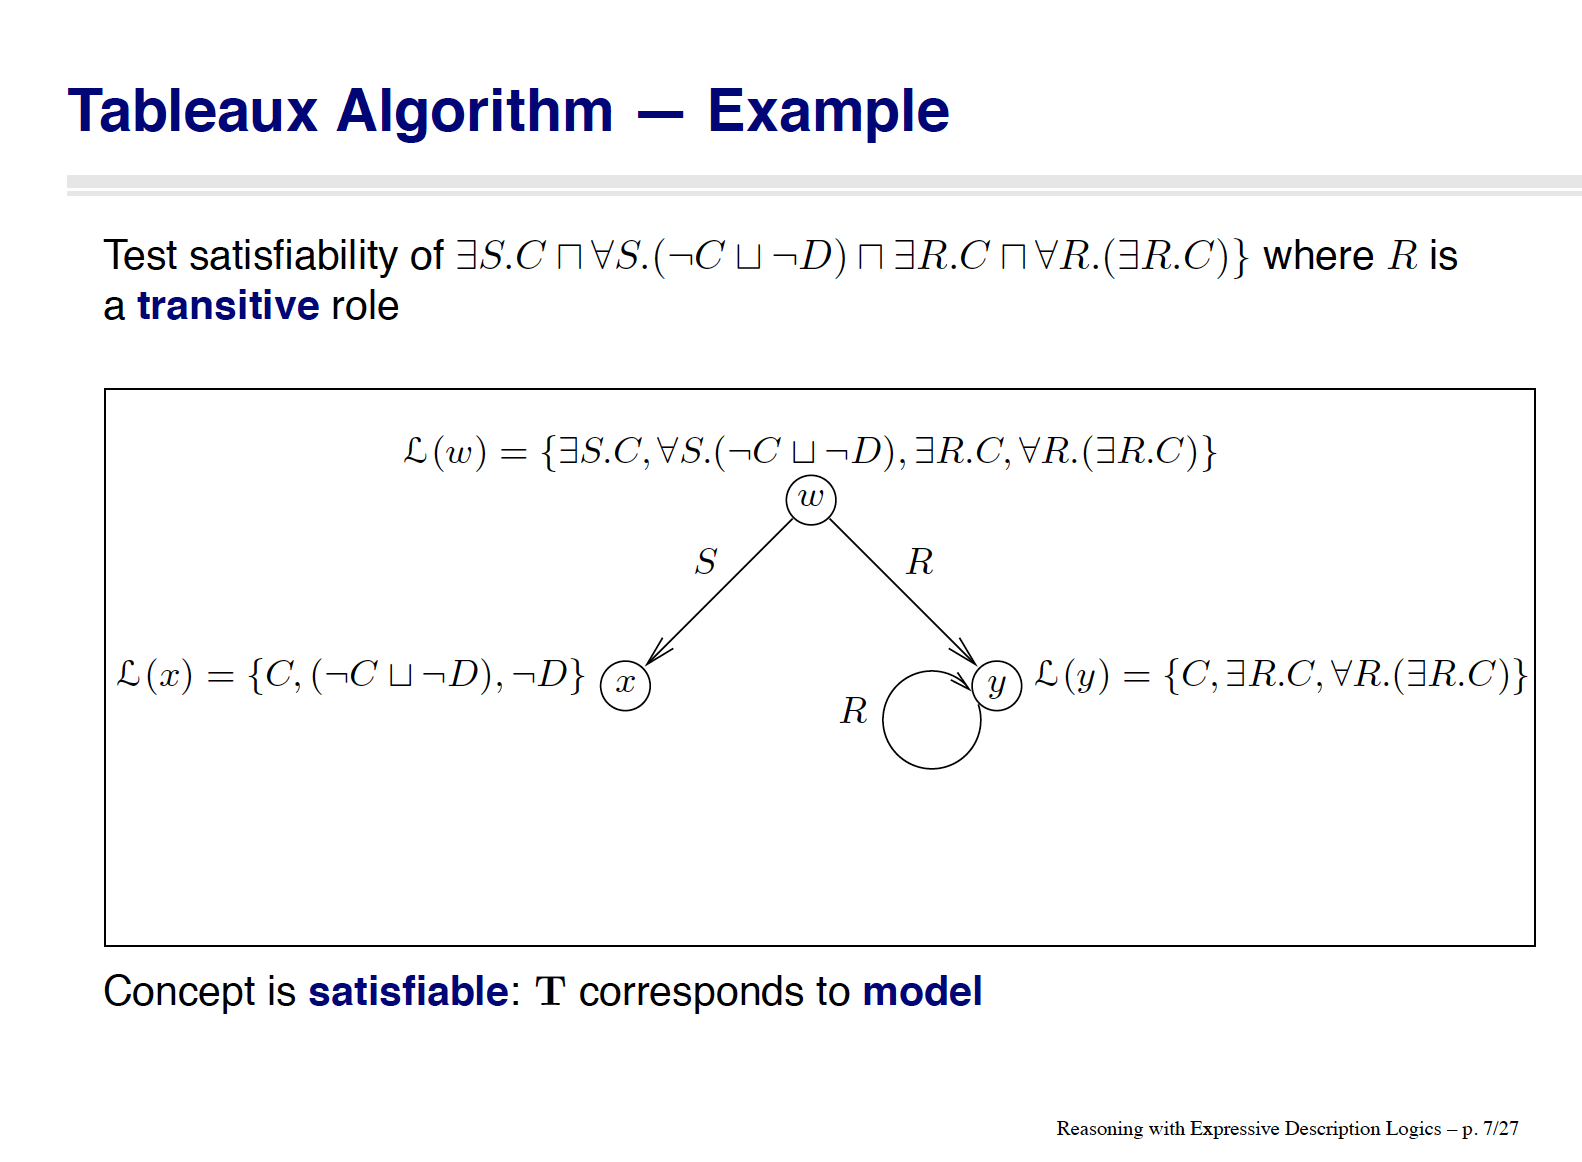 Tableaux Algorithm — Example
Test satisfiability of ∃S.C ⊓ ∀S.(¬C ⊔ ¬D) ⊓ ∃R.C ⊓ ∀R.(∃R.C)} where R is
a transitive role
ℒ(w) = {∃S.C, ∀S.(¬C ⊔ ¬D), ∃R.C, ∀R.(∃R.C)}
w
S R
ℒ(x) = {C, (¬C ⊔ ¬D), ¬D} x y ℒ(y) = {C, ∃R.C, ∀R.(∃R.C)}
R
Concept is satisfiable: T corresponds to model
Reasoning with Expressive Description Logics – p. 7/27